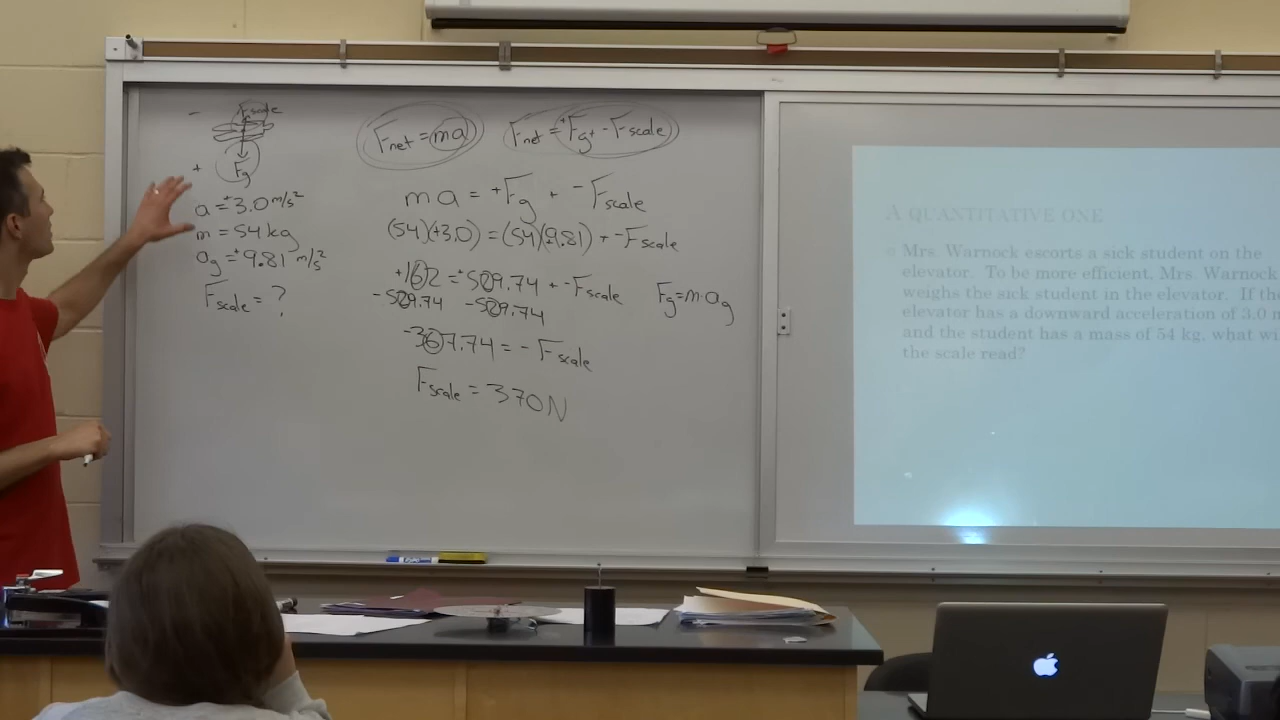 -
Fscale
+
Fg
a = +3.0 m/s²
m = 54 kg
ag = +9.81 m/s²
Fscale = ?
Fnet = ma
Fnet = +Fg + -Fscale
ma = +Fg + -Fscale
(54)(+3.0) = (54)(9.81) + -Fscale
+162 = +529.74 + -Fscale
-529.74 -529.74
-367.74 = - Fscale
Fscale = 370N
Fg = m·ag
A QUANTITATIVE ONE
Mrs. Warnock escorts a sick student on the
elevator. To be more efficient, Mrs. Warnock
weighs the sick student in the elevator. If the
elevator has a downward acceleration of 3.0 m
and the student has a mass of 54 kg, what wi
the scale read?
EXPO